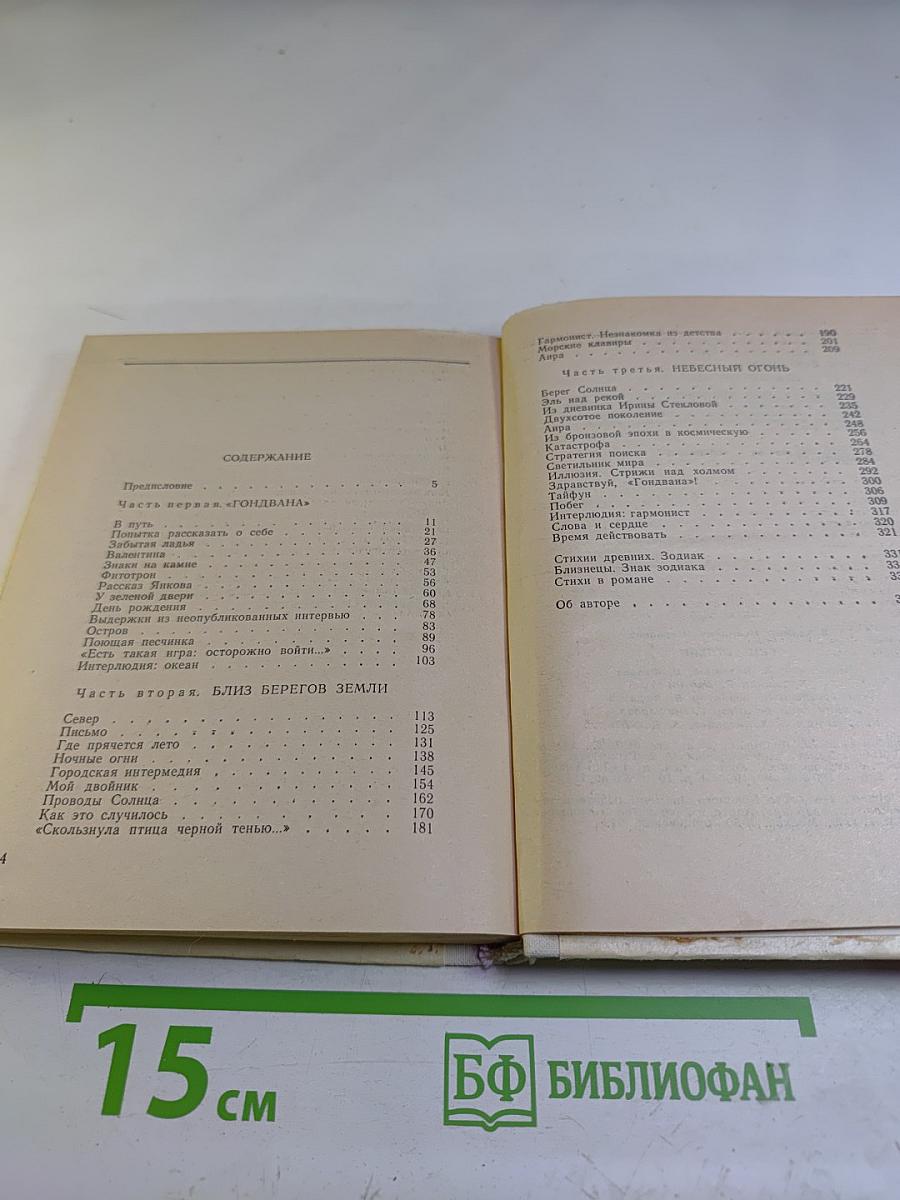 СОДЕРЖАНИЕ
Предисловие . . . . . . . . . . . . . . 5
Часть первая. «ГОНДВАНА»
В путь . . . . . . . . . . . . . . . . 11
Попытка рассказать о себе . . . . . . . . 21
Забытая ладья . . . . . . . . . . . . . 27
Валентина . . . . . . . . . . . . . . . 36
Знаки на камне . . . . . . . . . . . . . 47
Фитотрон . . . . . . . . . . . . . . . 53
Рассказ Янкова . . . . . . . . . . . . . 56
У зеленой двери . . . . . . . . . . . . 60
День рождения . . . . . . . . . . . . . 68
Выдержки из неопубликованных интервью . . . . 78
Остров . . . . . . . . . . . . . . . . 83
Поющая песчинка . . . . . . . . . . . . 89
«Есть такая игра: осторожно войти...» . . . . 96
Интерлюдия: океан . . . . . . . . . . . 103
Часть вторая. БЛИЗ БЕРЕГОВ ЗЕМЛИ
Север . . . . . . . . . . . . . . . . 113
Письмо . . . . . . . . . . . . . . . . 125
Где прячется лето . . . . . . . . . . . . 131
Ночные огни . . . . . . . . . . . . . . 138
Городская интермедия . . . . . . . . . . 145
Мой двойник . . . . . . . . . . . . . . 154
Проводы Солнца . . . . . . . . . . . . 162
Как это случилось . . . . . . . . . . . . 170
«Скользнула птица черной тенью...» . . . . . 181
4
Гармонист. Незнакомка из детства . . . . . . 190
Морские клавиры . . . . . . . . . . . . 201
Аира . . . . . . . . . . . . . . . . . 209
Часть третья. НЕБЕСНЫЙ ОГОНЬ
Берег Солнца . . . . . . . . . . . . . . 221
Эль над рекой . . . . . . . . . . . . . 229
Из дневника Ирины Стекловой . . . . . . . 235
Двухсотое поколение . . . . . . . . . . . 242
Аира . . . . . . . . . . . . . . . . . 248
Из бронзовой эпохи в космическую . . . . . 256
Катастрофа . . . . . . . . . . . . . . 264
Стратегия поиска . . . . . . . . . . . . 278
Светильник мира . . . . . . . . . . . . 284
Иллюзия. Стрижи над холмом . . . . . . . 292
Здравствуй, «Гондвана»! . . . . . . . . . 300
Тайфун . . . . . . . . . . . . . . . . 306
Побег . . . . . . . . . . . . . . . . 309
Интерлюдия: гармонист . . . . . . . . . . 317
Слова и сердце . . . . . . . . . . . . . 320
Время действовать . . . . . . . . . . . 321
Стихии древних. Зодиак . . . . . . . . .
Близнецы. Знак зодиака . . . . . . . . .
Стихи в романе . . . . . . . . . . . .
Об авторе . . . . . . . . . . . . . .
15 см
БФ БИБЛИОФАН